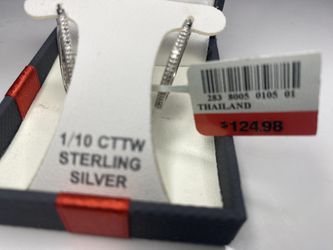 283 8005 0105 01
THAILAND
$124.98
1/10 CTTW
STERLING
SILVER